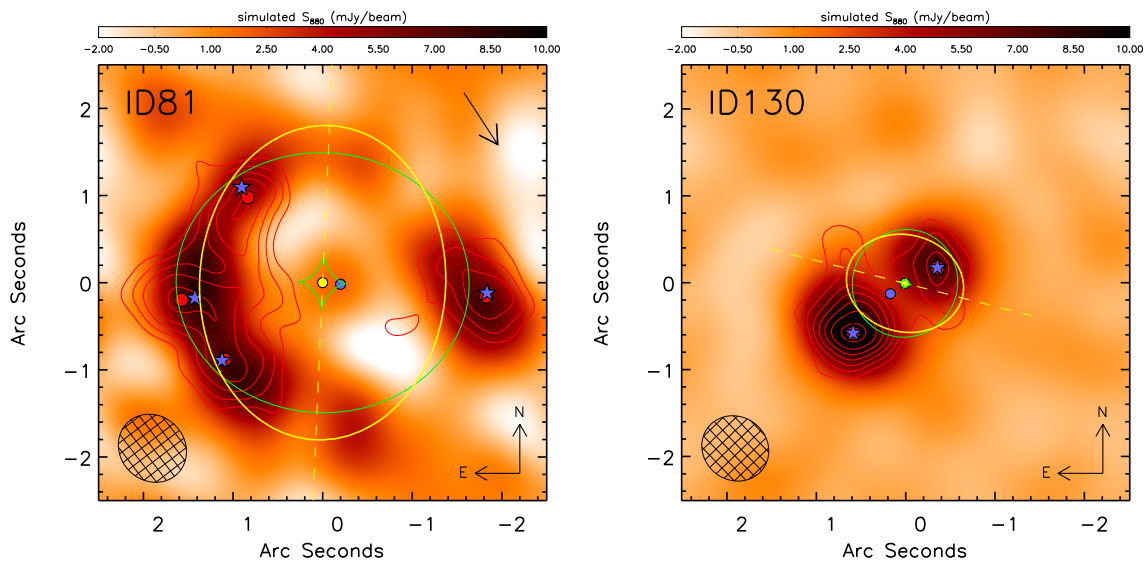 simulated S880 (mJy/beam)
-2.00 -0.50 1.00 2.50 4.00 5.50 7.00 8.50 10.00
ID81
2
1
0
-1
-2
Arc Seconds
N
E
2 1 0 -1 -2
Arc Seconds
simulated S880 (mJy/beam)
-2.00 -0.50 1.00 2.50 4.00 5.50 7.00 8.50 10.00
ID130
2
1
0
-1
-2
Arc Seconds
N
E
2 1 0 -1 -2
Arc Seconds